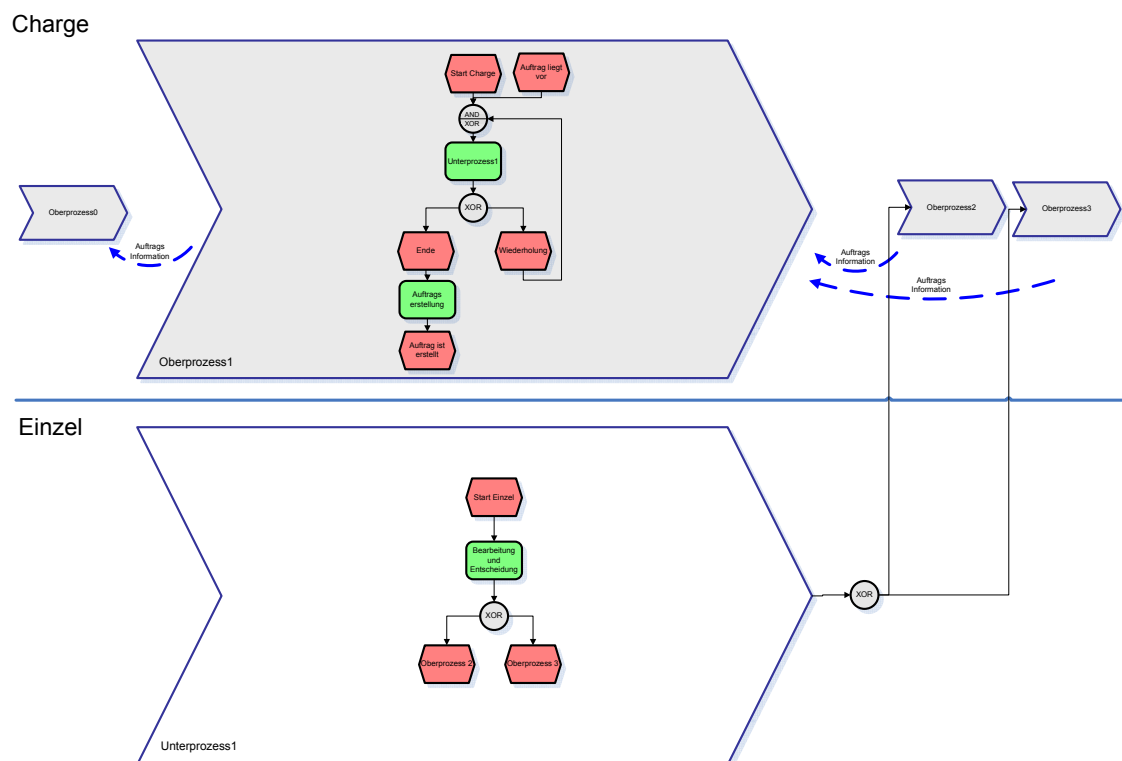 Charge
Start Charge
Auftrag liegt
vor
AND
XOR
Unterprozess1
XOR
Ende
Wiederholung
Auftrags
erstellung
Auftrag ist
erstellt
Oberprozess1
Oberprozess0
Auftrags
Information
Oberprozess2
Oberprozess3
Auftrags
Information
Auftrags
Information
Einzel
Start Einzel
Bearbeitung
und
Entscheidung
XOR
Oberprozess 2
Oberprozess 3
XOR
Unterprozess1